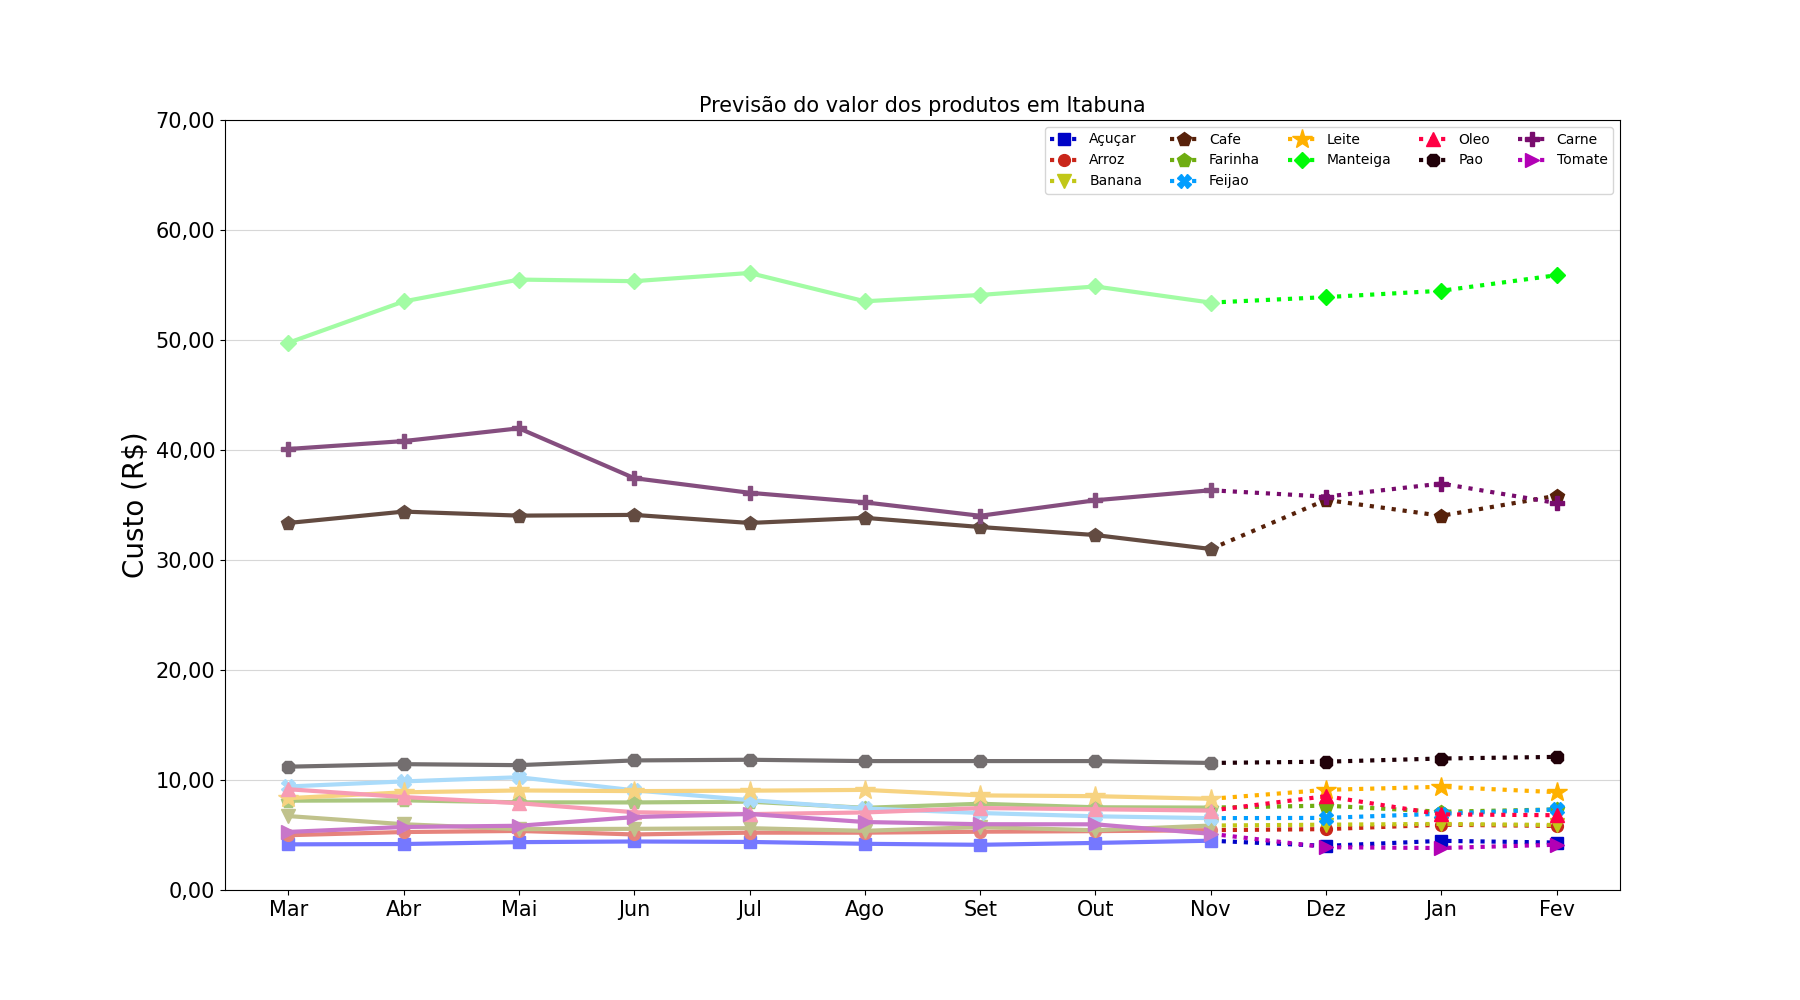 Previsão do valor dos produtos em Itabuna
70,00
60,00
50,00
40,00
30,00
20,00
10,00
0,00
Custo (R$)
Açuçar
Arroz
Banana
Cafe
Farinha
Feijao
Leite
Manteiga
Oleo
Pao
Carne
Tomate
Mar Abr Mai Jun Jul Ago Set Out Nov Dez Jan Fev